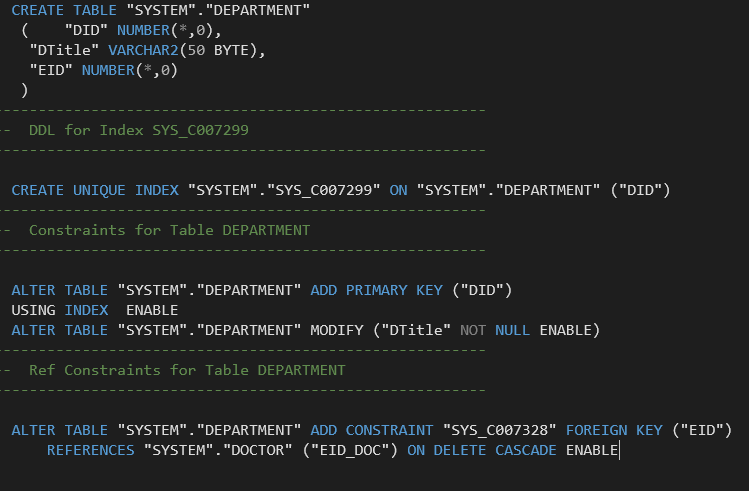 CREATE TABLE "SYSTEM"."DEPARTMENT"
(    "DID" NUMBER(*,0),
"DTitle" VARCHAR2(50 BYTE),
"EID" NUMBER(*,0)
)
--------------------------------------------------------
--  DDL for Index SYS_C007299
--------------------------------------------------------
CREATE UNIQUE INDEX "SYSTEM"."SYS_C007299" ON "SYSTEM"."DEPARTMENT" ("DID")
--------------------------------------------------------
--  Constraints for Table DEPARTMENT
--------------------------------------------------------
ALTER TABLE "SYSTEM"."DEPARTMENT" ADD PRIMARY KEY ("DID")
USING INDEX  ENABLE
ALTER TABLE "SYSTEM"."DEPARTMENT" MODIFY ("DTitle" NOT NULL ENABLE)
--------------------------------------------------------
--  Ref Constraints for Table DEPARTMENT
--------------------------------------------------------
ALTER TABLE "SYSTEM"."DEPARTMENT" ADD CONSTRAINT "SYS_C007328" FOREIGN KEY ("EID")
REFERENCES "SYSTEM"."DOCTOR" ("EID_DOC") ON DELETE CASCADE ENABLE